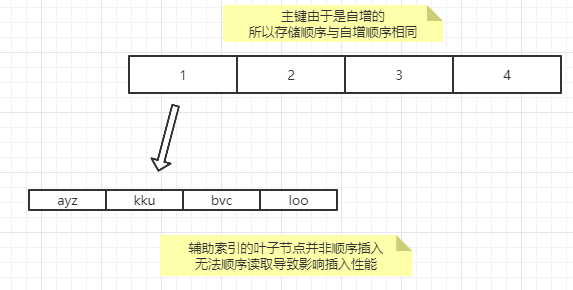 主键由于是自增的
所以存储顺序与自增顺序相同
1 2 3 4
ayz kku bvc loo
辅助索引的叶子节点并非顺序插入
无法顺序读取导致影响插入性能